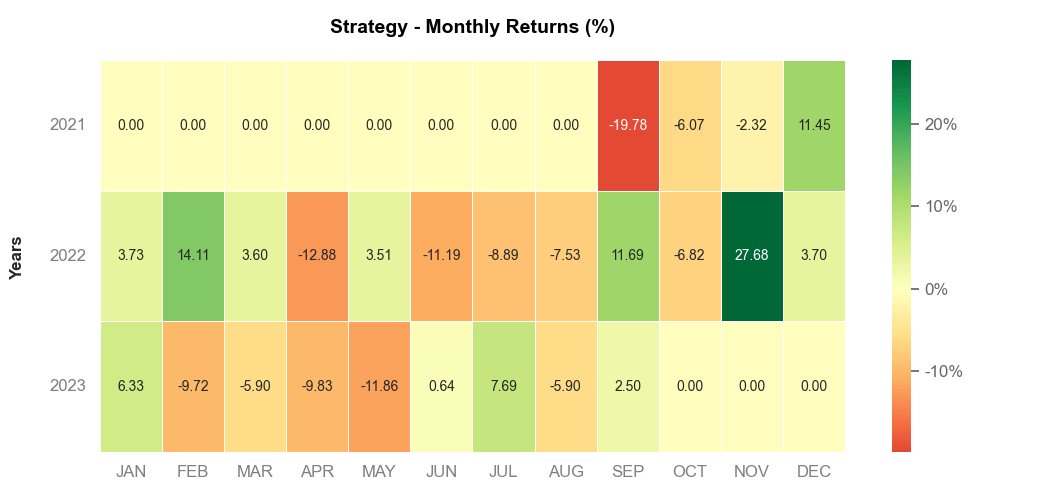 Strategy - Monthly Returns (%)
Years
2021 0.00 0.00 0.00 0.00 0.00 0.00 0.00 0.00 -19.78 -6.07 -2.32 11.45
2022 3.73 14.11 3.60 -12.88 3.51 -11.19 -8.89 -7.53 11.69 -6.82 27.68 3.70
2023 6.33 -9.72 -5.90 -9.83 -11.86 0.64 7.69 -5.90 2.50 0.00 0.00 0.00
JAN FEB MAR APR MAY JUN JUL AUG SEP OCT NOV DEC
20%
10%
0%
-10%